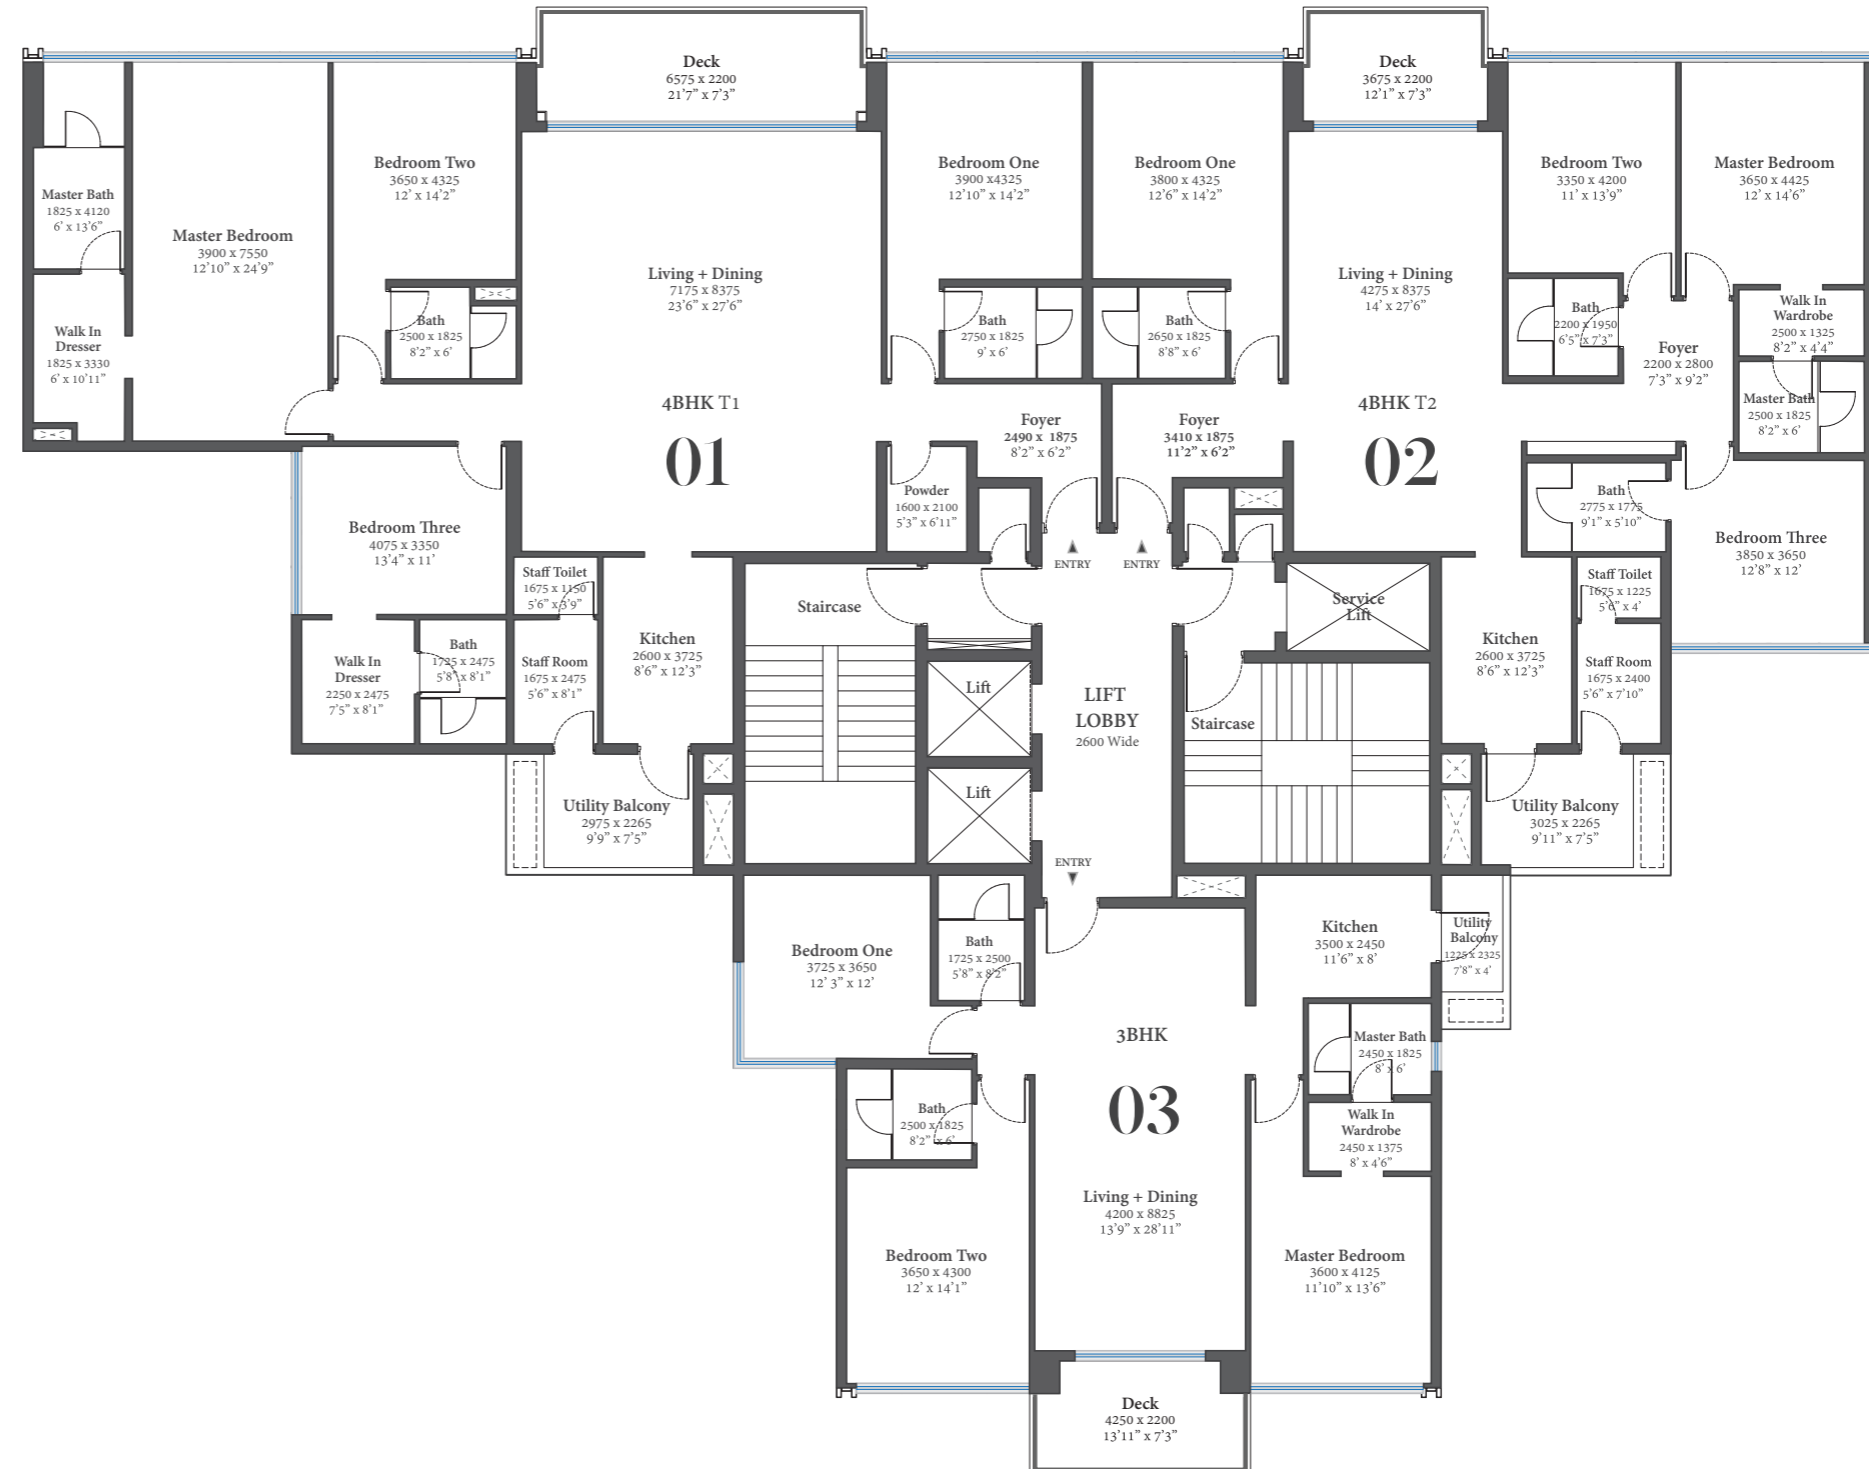 Deck
6575 x 2200
21'7" x 7'3"
Deck
3675 x 2200
12'1" x 7'3"
Master Bath
1825 x 4120
6' x 13'6"
Master Bedroom
3900 x 7550
12'10" x 24'9"
Bedroom Two
3650 x 4325
12' x 14'2"
Living + Dining
7175 x 8375
23'6" x 27'6"
Bedroom One
3900 x4325
12'10" x 14'2"
Bedroom One
3800 x 4325
12'6" x 14'2"
Living + Dining
4275 x 8375
14' x 27'6"
Bedroom Two
3350 x 4200
11' x 13'9"
Master Bedroom
3650 x 4425
12' x 14'6"
Walk In
Dresser
1825 x 3330
6' x 10'11"
Bath
2500 x 1825
8'2" x 6'
Bath
2750 x 1825
9' x 6'
Bath
2650 x 1825
8'8" x 6'
Bath
2200 x 1950
6'5" x 7'3"
Walk In
Wardrobe
2500 x 1325
8'2" x 4'4"
Foyer
2200 x 2800
7'3" x 9'2"
Master Bath
2500 x 1825
8'2" x 6'
4BHK T1
01
Foyer
2490 x 1875
8'2" x 6'2"
Foyer
3410 x 1875
11'2" x 6'2"
4BHK T2
02
Powder
1600 x 2100
5'3" x 6'11"
Bath
2775 x 1775
9'1" x 5'10"
Bedroom Three
4075 x 3350
13'4" x 11'
Bedroom Three
3850 x 3650
12'8" x 12'
ENTRY
ENTRY
Staff Toilet
1675 x 1150
5'6" x 3'9"
Staircase
Service
Lift
Staff Toilet
1675 x 1225
5'6" x 4'
Walk In
Dresser
2250 x 2475
7'5" x 8'1"
Bath
1725 x 2475
5'8" x 8'1"
Staff Room
1675 x 2475
5'6" x 8'1"
Kitchen
2600 x 3725
8'6" x 12'3"
Lift
LIFT
LOBBY
2600 Wide
Staircase
Kitchen
2600 x 3725
8'6" x 12'3"
Staff Room
1675 x 2400
5'6" x 7'10"
Utility Balcony
2975 x 2265
9'9" x 7'5"
Lift
Utility Balcony
3025 x 2265
9'11" x 7'5"
ENTRY
Bedroom One
3725 x 3650
12' 3" x 12'
Bath
1725 x 2500
5'8" x 8'2"
Kitchen
3500 x 2450
11'6" x 8'
Utility
Balcony
1225 x 2325
7'8" x 4'
3BHK
03
Master Bath
2450 x 1825
8' x 6'
Bath
2500 x 1825
8'2" x 6'
Walk In
Wardrobe
2450 x 1375
8' x 4'6"
Living + Dining
4200 x 8825
13'9" x 28'11"
Bedroom Two
3650 x 4300
12' x 14'1"
Master Bedroom
3600 x 4125
11'10" x 13'6"
Deck
4250 x 2200
13'11" x 7'3"